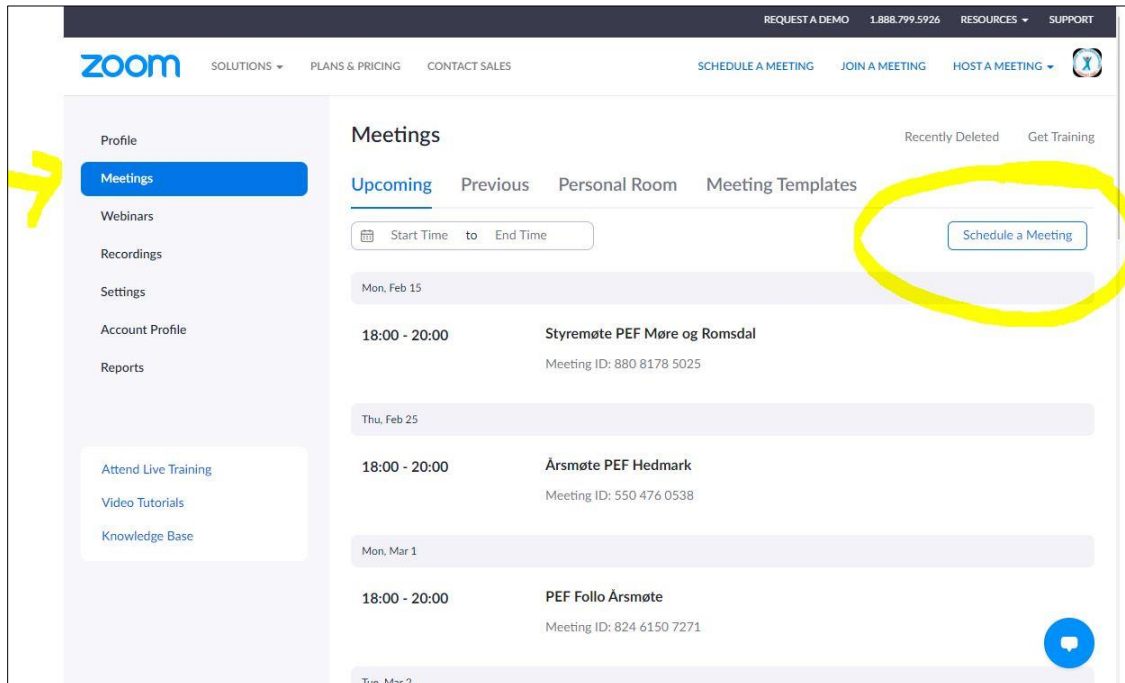 REQUEST A DEMO 1.888.799.5926 RESOURCES SUPPORT
zoom SOLUTIONS PLANS & PRICING CONTACT SALES SCHEDULE A MEETING JOIN A MEETING HOST A MEETING
Profile
Meetings
Webinars
Recordings
Settings
Account Profile
Reports
Attend Live Training
Video Tutorials
Knowledge Base
Meetings
Recently Deleted Get Training
Upcoming Previous Personal Room Meeting Templates
Start Time to End Time
Schedule a Meeting
Mon, Feb 15
18:00 - 20:00 Styremøte PEF Møre og Romsdal
Meeting ID: 880 8178 5025
Thu, Feb 25
18:00 - 20:00 Årsmøte PEF Hedmark
Meeting ID: 550 476 0538
Mon, Mar 1
18:00 - 20:00 PEF Follo Årsmøte
Meeting ID: 824 6150 7271
Tue, Mar 2